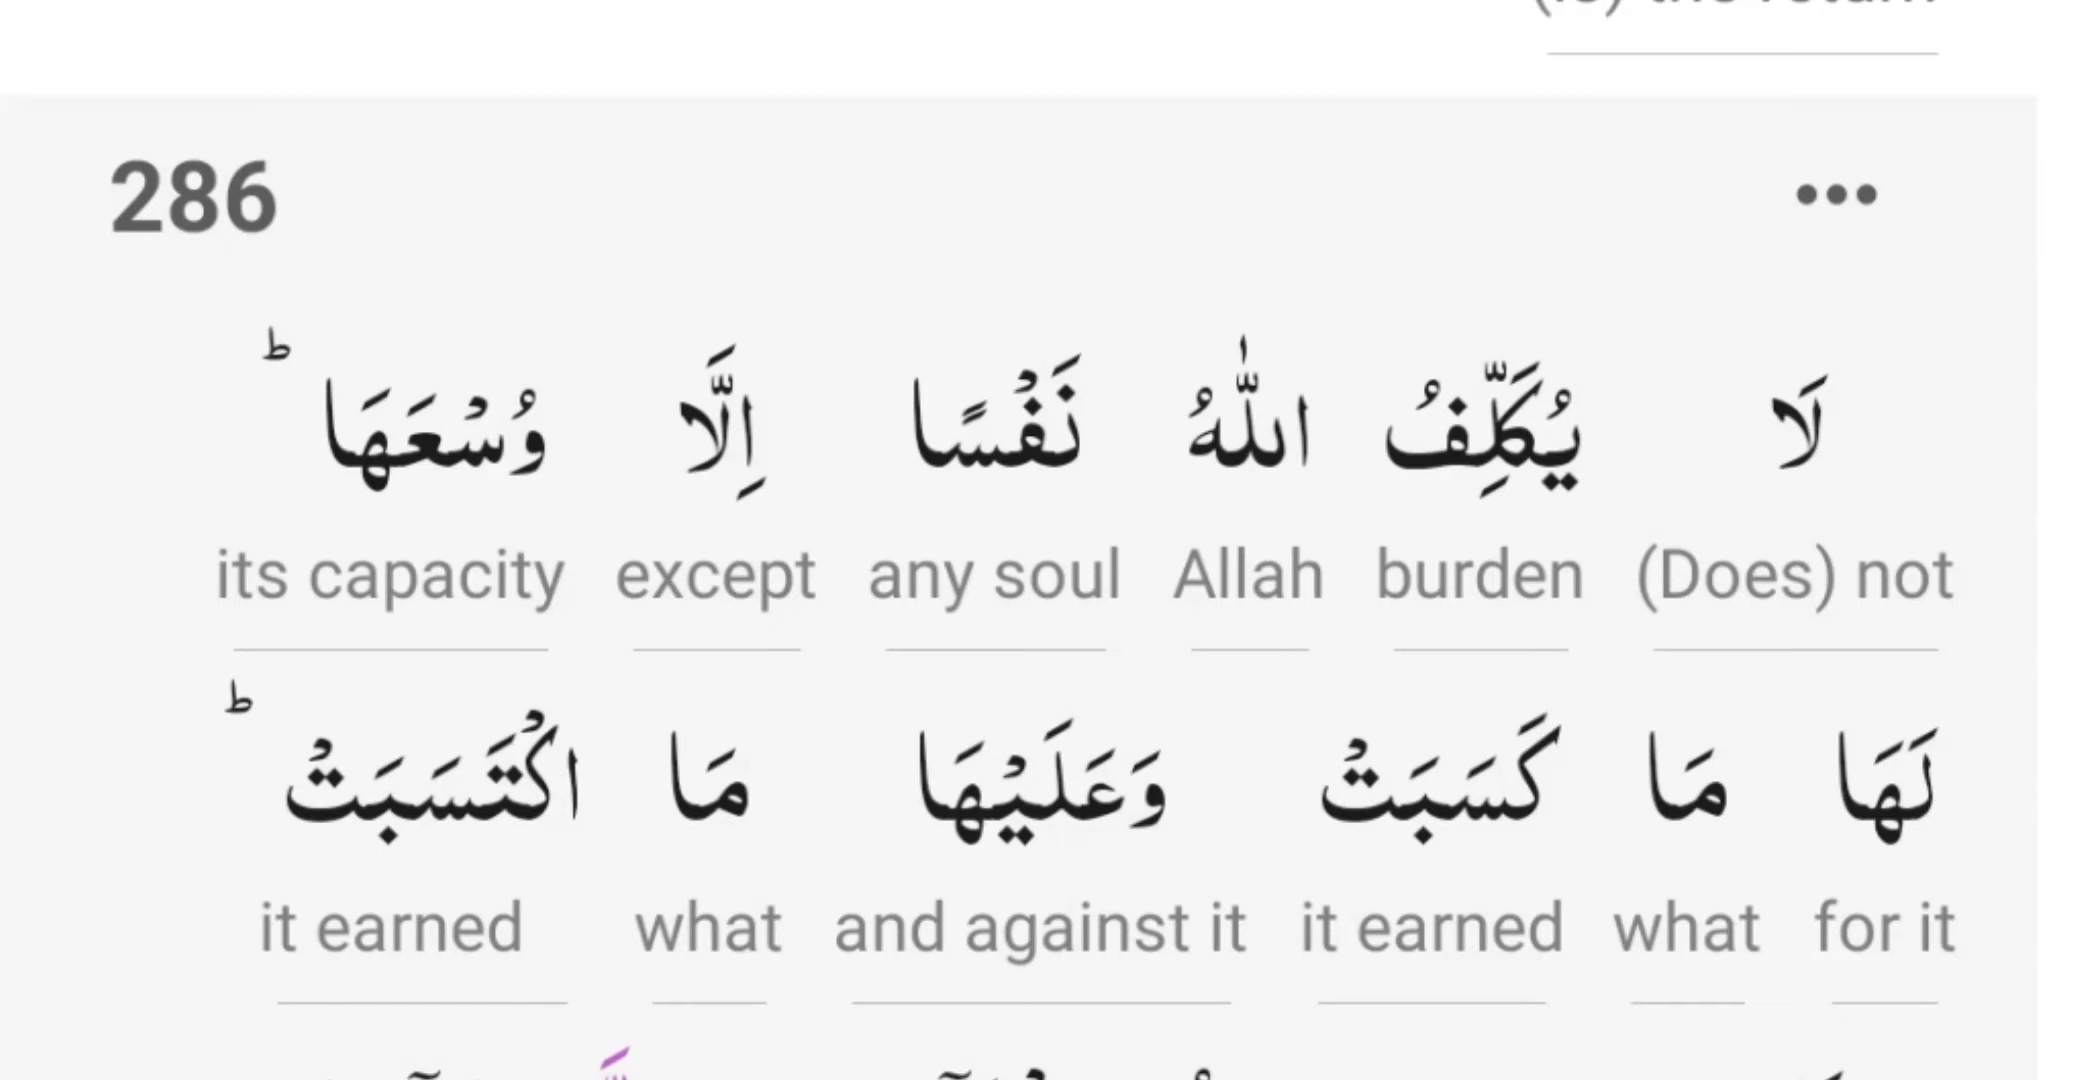 286
لَا يُكَلِّفُ اللّٰهُ نَفْسًا اِلَّا وُسْعَهَا ؕ
(Does) not burden Allah any soul except its capacity
لَهَا مَا كَسَبَتْ وَعَلَيْهَا مَا اكْتَسَبَتْ ؕ
for it what it earned and against it what it earned